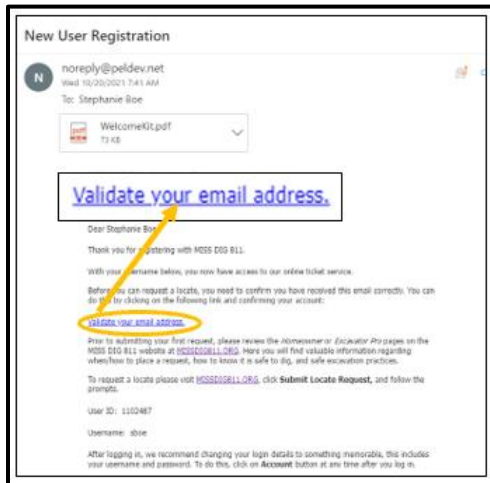 New User Registration
N
noreply@peldev.net
Wed 10/20/2021 7:41 AM
To: Stephanie Boe
WelcomeKit.pdf
73 KB
Validate your email address.
Dear Stephanie Boe
Thank you for registering with MISS DIG 811.
With your username below, you now have access to our online ticket service.
Before you can request a locate, you need to confirm you have received this email correctly. You can
do this by clicking on the following link and confirming your account:
Validate your email address.
Prior to submitting your first request, please review the Homeowner or Excavator Pro pages on the
MISS DIG 811 website at MISSDIG811.ORG. Here you will find valuable information regarding
when/how to place a request, how to know it is safe to dig, and safe excavation practices.
To request a locate please visit MISSDIG811.ORG, click Submit Locate Request, and follow the
prompts.
User ID: 1102487
Username: sboe
After logging in, we recommend changing your login details to something memorable, this includes
your username and password. To do this, click on Account button at any time after you log in.